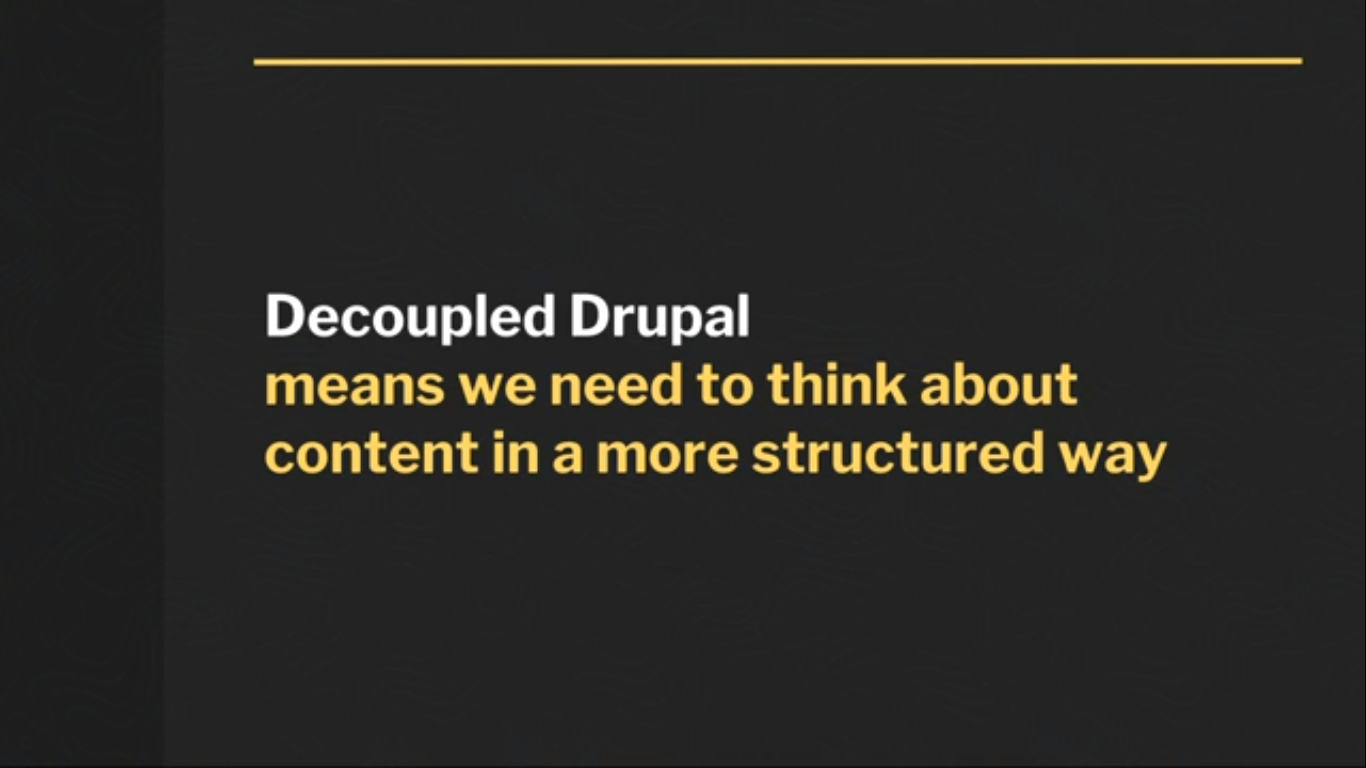 Decoupled Drupal
means we need to think about
content in a more structured way